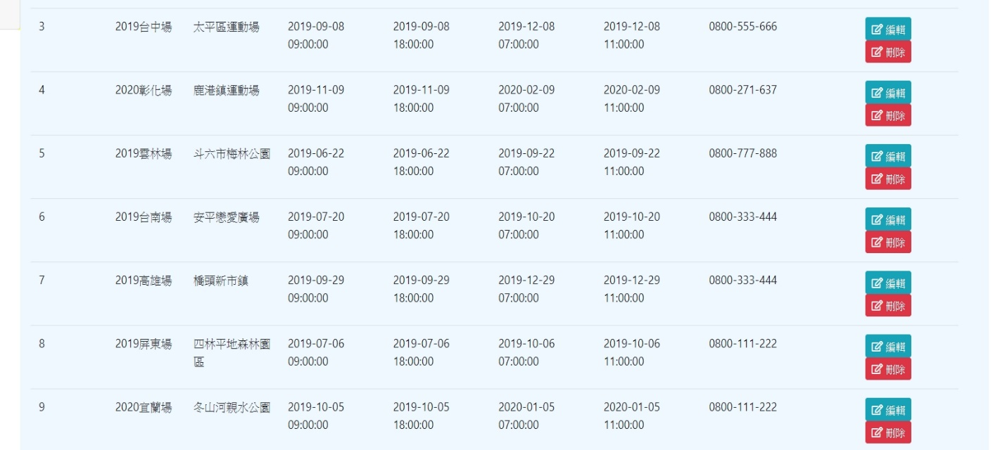 3 2019台中場 太平區運動場 2019-09-08 2019-09-08 2019-12-08 2019-12-08 0800-555-666 編輯
09:00:00 18:00:00 07:00:00 11:00:00 刪除
4 2020彰化場 鹿港鎮運動場 2019-11-09 2019-11-09 2020-02-09 2020-02-09 0800-271-637 編輯
09:00:00 18:00:00 07:00:00 11:00:00 刪除
5 2019雲林場 斗六市梅林公園 2019-06-22 2019-06-22 2019-09-22 2019-09-22 0800-777-888 編輯
09:00:00 18:00:00 07:00:00 11:00:00 刪除
6 2019台南場 安平戀愛廣場 2019-07-20 2019-07-20 2019-10-20 2019-10-20 0800-333-444 編輯
09:00:00 18:00:00 07:00:00 11:00:00 刪除
7 2019高雄場 橋頭新市鎮 2019-09-29 2019-09-29 2019-12-29 2019-12-29 0800-333-444 編輯
09:00:00 18:00:00 07:00:00 11:00:00 刪除
8 2019屏東場 四林平地森林園 2019-07-06 2019-07-06 2019-10-06 2019-10-06 0800-111-222 編輯
區 09:00:00 18:00:00 07:00:00 11:00:00 刪除
9 2020宜蘭場 冬山河親水公園 2019-10-05 2019-10-05 2020-01-05 2020-01-05 0800-111-222 編輯
09:00:00 18:00:00 07:00:00 11:00:00 刪除